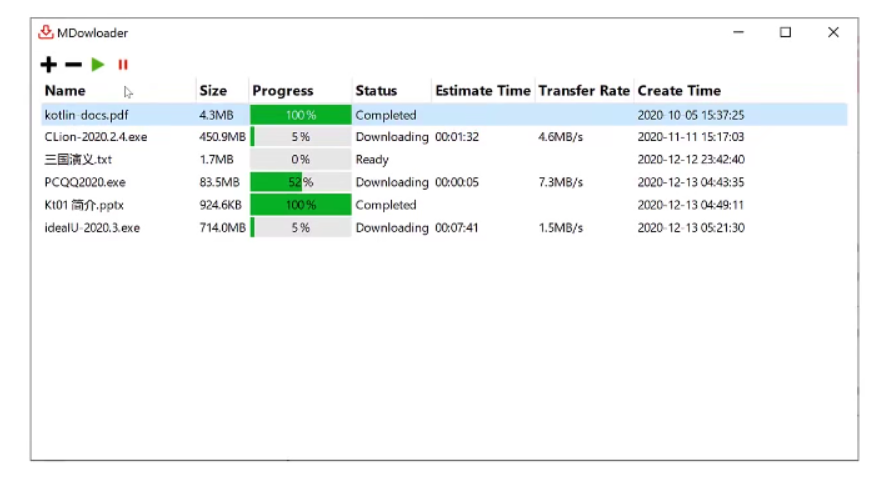 MDowloader
Name Size Progress Status Estimate Time Transfer Rate Create Time
kotlin-docs.pdf 4.3MB 100% Completed 2020-10-05 15:37:25
CLion-2020.2.4.exe 450.9MB 5% Downloading 00:01:32 4.6MB/s 2020-11-11 15:17:03
三国演义.txt 1.7MB 0% Ready 2020-12-12 23:42:40
PCQQ2020.exe 83.5MB 52% Downloading 00:00:05 7.3MB/s 2020-12-13 04:43:35
Kt01 简介.pptx 924.6KB 100% Completed 2020-12-13 04:49:11
idealU-2020.3.exe 714.0MB 5% Downloading 00:07:41 1.5MB/s 2020-12-13 05:21:30